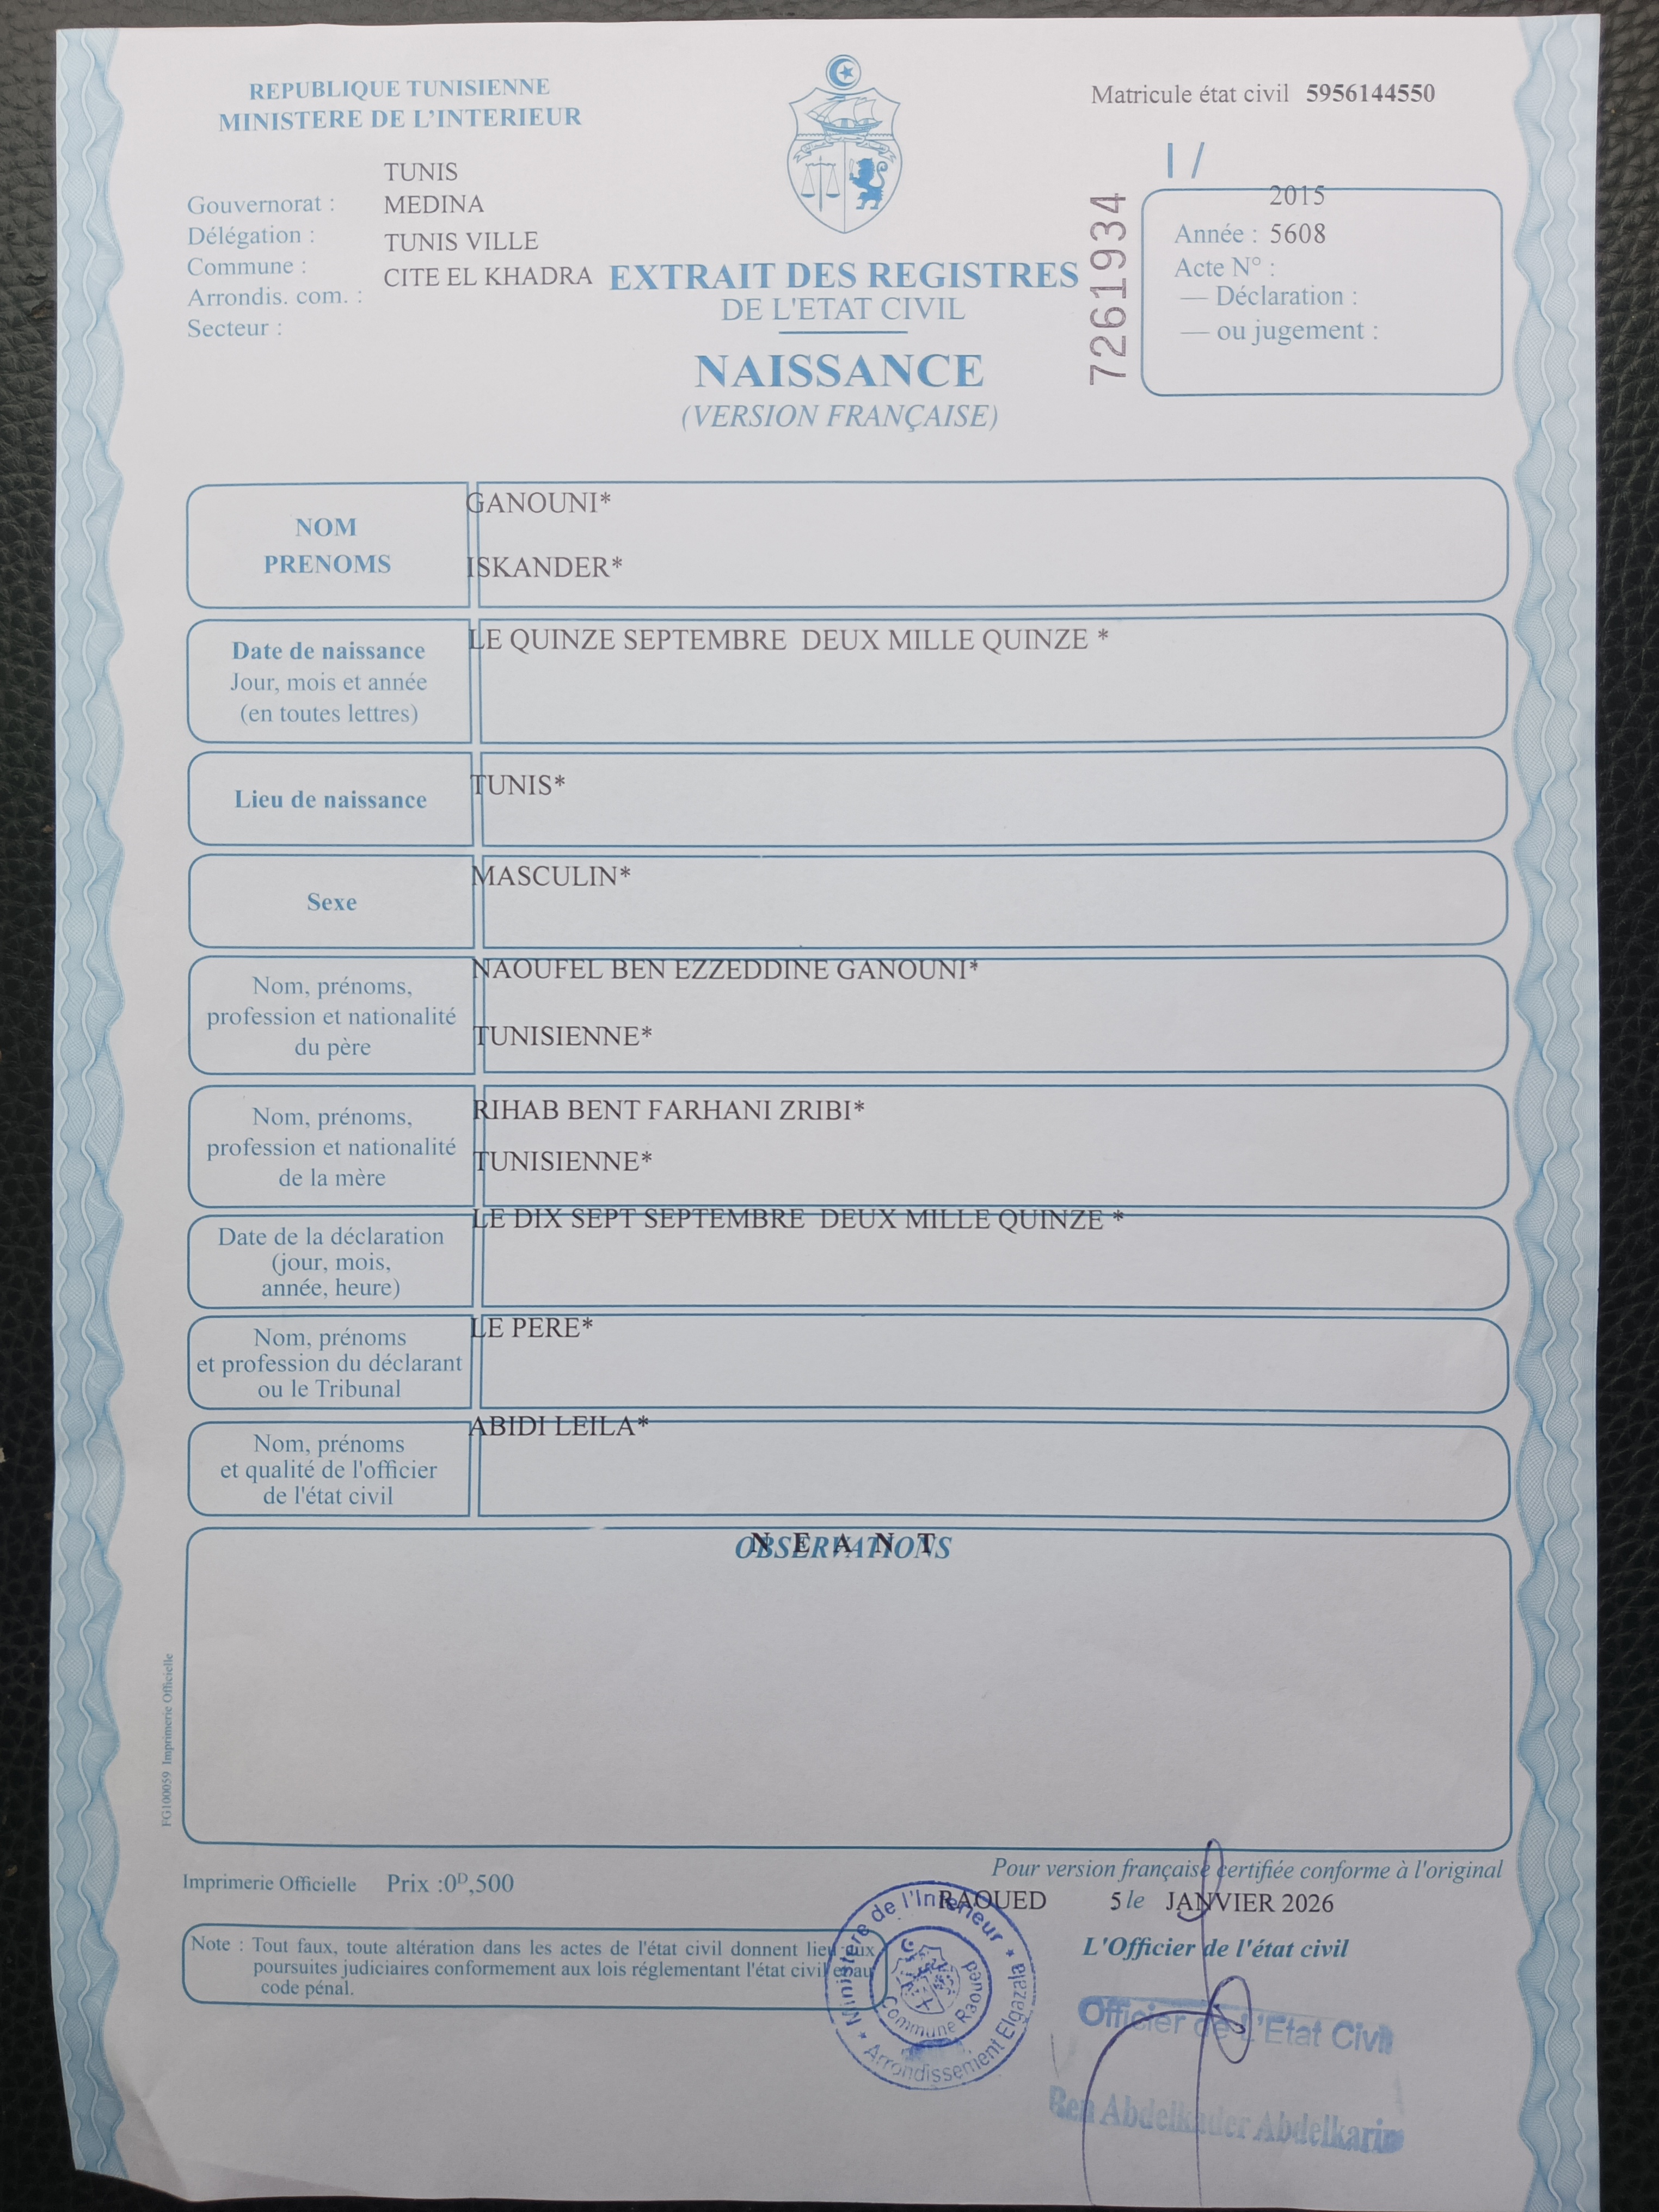 REPUBLIQUE TUNISIENNE
MINISTERE DE L'INTERIEUR
Matricule état civil 5956144550
I /
TUNIS
Gouvernorat : MEDINA
Délégation : TUNIS VILLE
Commune : CITE EL KHADRA
Arrondis. com. :
Secteur :
EXTRAIT DES REGISTRES
DE L'ETAT CIVIL
NAISSANCE
(VERSION FRANÇAISE)
7261934
2015
Année : 5608
Acte N° :
— Déclaration :
— ou jugement :
NOM
PRENOMS
GANOUNI*
ISKANDER*
Date de naissance
Jour, mois et année
(en toutes lettres)
LE QUINZE SEPTEMBRE DEUX MILLE QUINZE *
Lieu de naissance
TUNIS*
Sexe
MASCULIN*
Nom, prénoms,
profession et nationalité
du père
NAOUFEL BEN EZZEDDINE GANOUNI*
TUNISIENNE*
Nom, prénoms,
profession et nationalité
de la mère
RIHAB BENT FARHANI ZRIBI*
TUNISIENNE*
Date de la déclaration
(jour, mois,
année, heure)
LE DIX SEPT SEPTEMBRE DEUX MILLE QUINZE *
Nom, prénoms
et profession du déclarant
ou le Tribunal
LE PERE*
Nom, prénoms
et qualité de l'officier
de l'état civil
ABIDI LEILA*
OBSERVATIONS
N E A N T
FG100059 Imprimerie Officielle
Imprimerie Officielle Prix :0ᴰ,500
Pour version française certifiée conforme à l'original
RAOUED 5 le JANVIER 2026
L'Officier de l'état civil
Note : Tout faux, toute altération dans les actes de l'état civil donnent lieu aux
poursuites judiciaires conformement aux lois réglementant l'état civil et au
code pénal.
* Ministère de l'Intérieur *
Arrondissement Elgazala
Commune Raoued
Officier de L'Etat Civil
Ben Abdelkader Abdelkarim